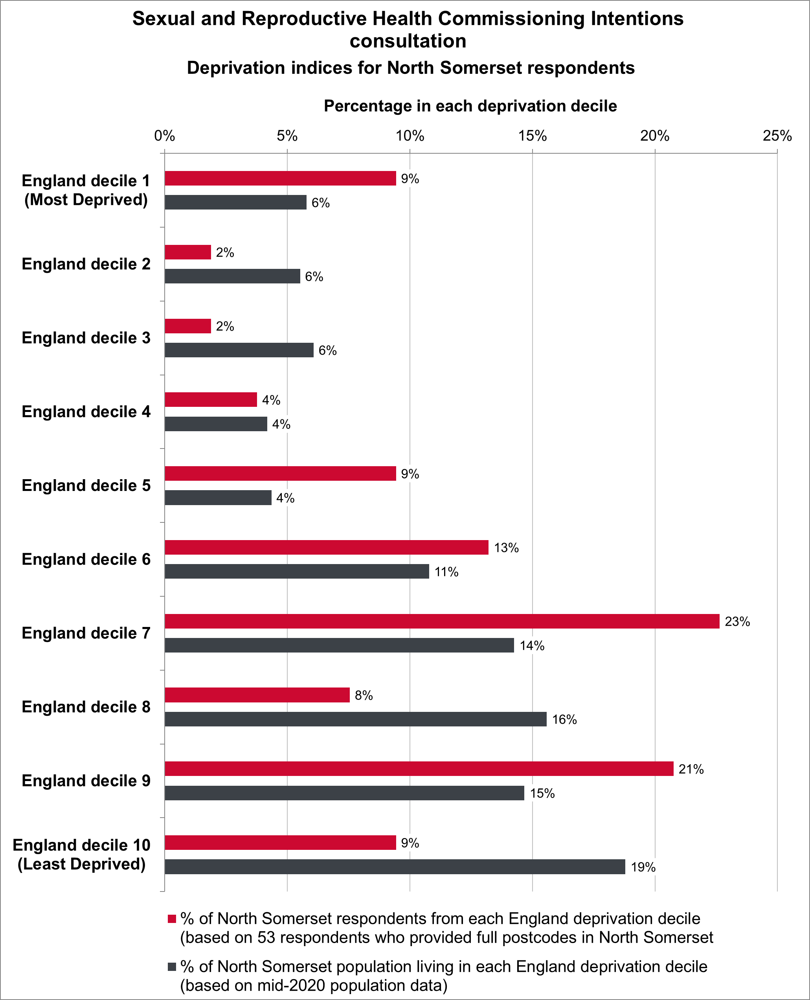 Sexual and Reproductive Health Commissioning Intentions
consultation
Deprivation indices for North Somerset respondents
Percentage in each deprivation decile
0% 5% 10% 15% 20% 25%
England decile 1
(Most Deprived)
9%
6%
England decile 2
2%
6%
England decile 3
2%
6%
England decile 4
4%
4%
England decile 5
9%
4%
England decile 6
13%
11%
England decile 7
23%
14%
England decile 8
8%
16%
England decile 9
21%
15%
England decile 10
(Least Deprived)
9%
19%
% of North Somerset respondents from each England deprivation decile
(based on 53 respondents who provided full postcodes in North Somerset
% of North Somerset population living in each England deprivation decile
(based on mid-2020 population data)